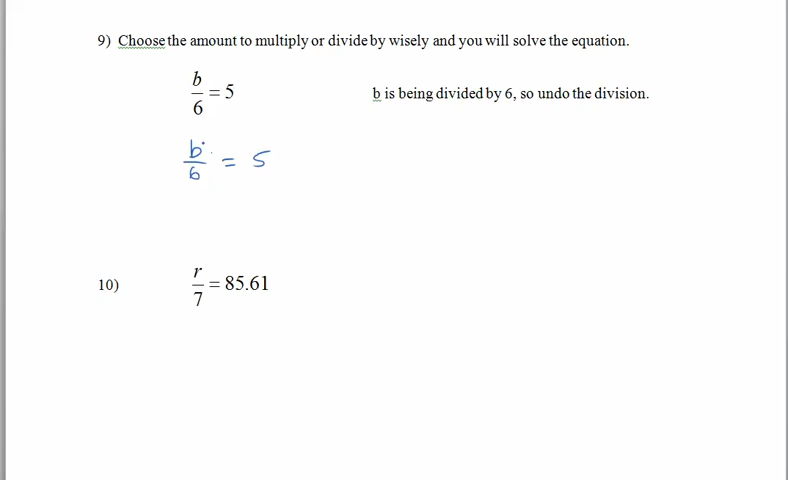 9) Choose the amount to multiply or divide by wisely and you will solve the equation.
b/6 = 5
b is being divided by 6, so undo the division.
b/6 = 5
10) r/7 = 85.61